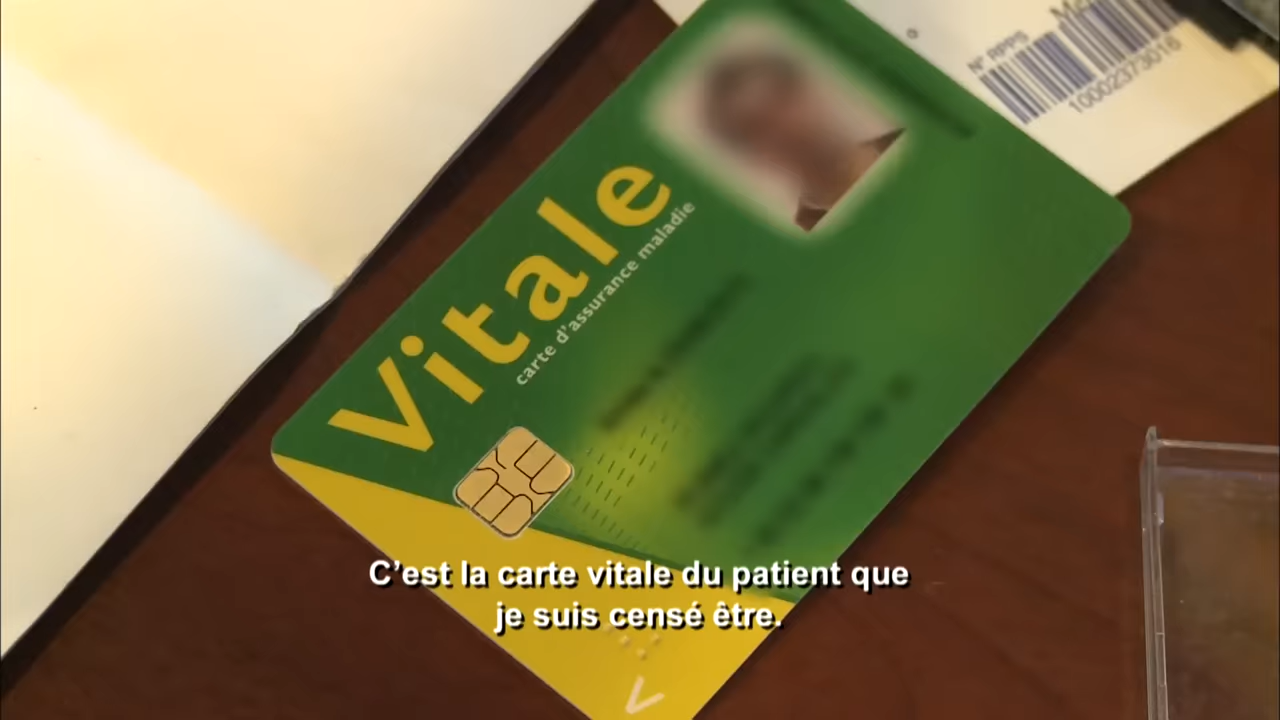 Vitale
carte d'assurance maladie
N° RPPS
10002373016
C'est la carte vitale du patient que
je suis censé être.